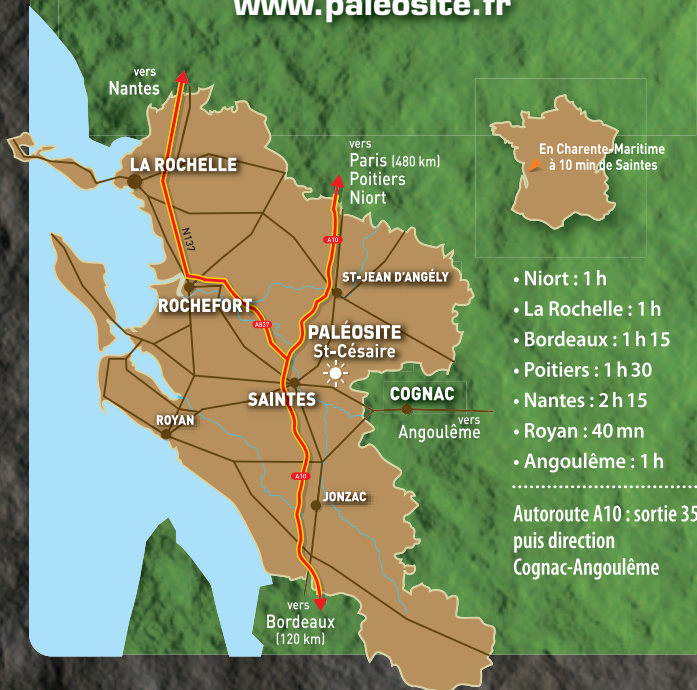 www.paleosite.fr
vers
Nantes
vers
Paris (480 km)
Poitiers
Niort
En Charente-Maritime
à 10 min de Saintes
LA ROCHELLE
N137
A10
ST-JEAN D'ANGÉLY
ROCHEFORT
A837
PALÉOSITE
St-Césaire
SAINTES
COGNAC
vers
Angoulême
ROYAN
A10
JONZAC
vers
Bordeaux
(120 km)
• Niort : 1 h
• La Rochelle : 1 h
• Bordeaux : 1 h 15
• Poitiers : 1 h 30
• Nantes : 2 h 15
• Royan : 40 mn
• Angoulême : 1 h
Autoroute A10 : sortie 35
puis direction
Cognac-Angoulême